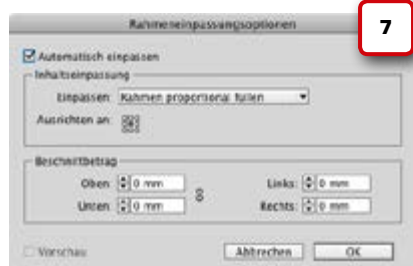 Rahmeneinpassungsoptionen
7
Automatisch einpassen
Inhaltseinpassung
Einpassen: Rahmen proportional füllen
Ausrichten an:
Beschnittbetrag
Oben: 0 mm Links: 0 mm
Unten: 0 mm Rechts: 0 mm
Vorschau Abbrechen OK